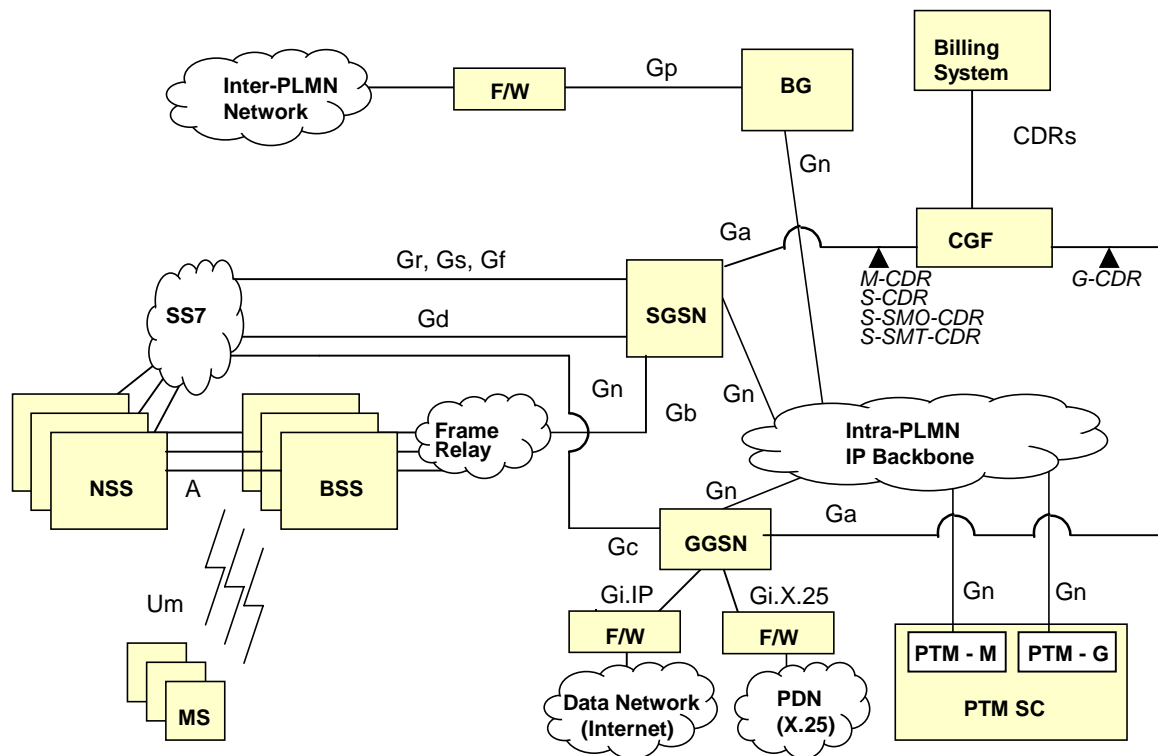 Billing
System
Inter-PLMN
Network
F/W
Gp
BG
CDRs
Gn
Ga
CGF
Gr, Gs, Gf
M-CDR
S-CDR
S-SMO-CDR
S-SMT-CDR
G-CDR
SS7
SGSN
Gd
Gn
Gb
Gn
Frame
Relay
Intra-PLMN
IP Backbone
NSS
A
BSS
Gn
Ga
GGSN
Gc
Um
Gi.IP
Gi.X.25
Gn
Gn
F/W
F/W
PTM - M
PTM - G
MS
Data Network
(Internet)
PDN
(X.25)
PTM SC